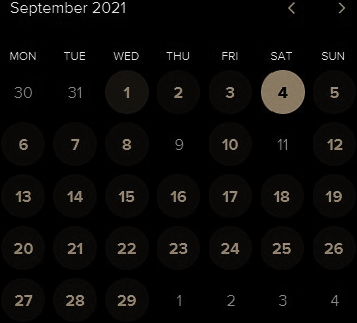 September 2021
MON TUE WED THU FRI SAT SUN
30 31 1 2 3 4 5
6 7 8 9 10 11 12
13 14 15 16 17 18 19
20 21 22 23 24 25 26
27 28 29 1 2 3 4